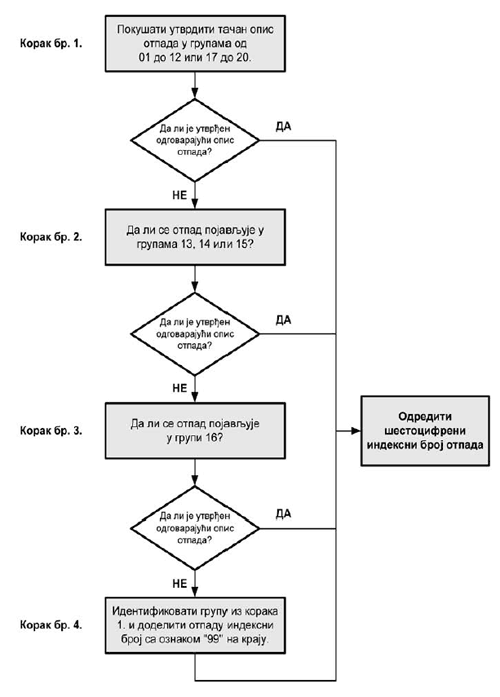 Корак бр. 1.
Покушати утврдити тачан опис
отпада у групама од
01 до 12 или 17 до 20.
Да ли је утврђен
одговарајући опис
отпада?
ДА
НЕ
Корак бр. 2.
Да ли се отпад појављује у
групама 13, 14 или 15?
Да ли је утврђен
одговарајући опис
отпада?
ДА
НЕ
Корак бр. 3.
Да ли се отпад појављује
у групи 16?
Одредити
шестоцифрени
индексни број отпада
Да ли је утврђен
одговарајући опис
отпада?
ДА
НЕ
Корак бр. 4.
Идентификовати групу из корака
1. и доделити отпаду индексни
број са ознаком "99" на крају.